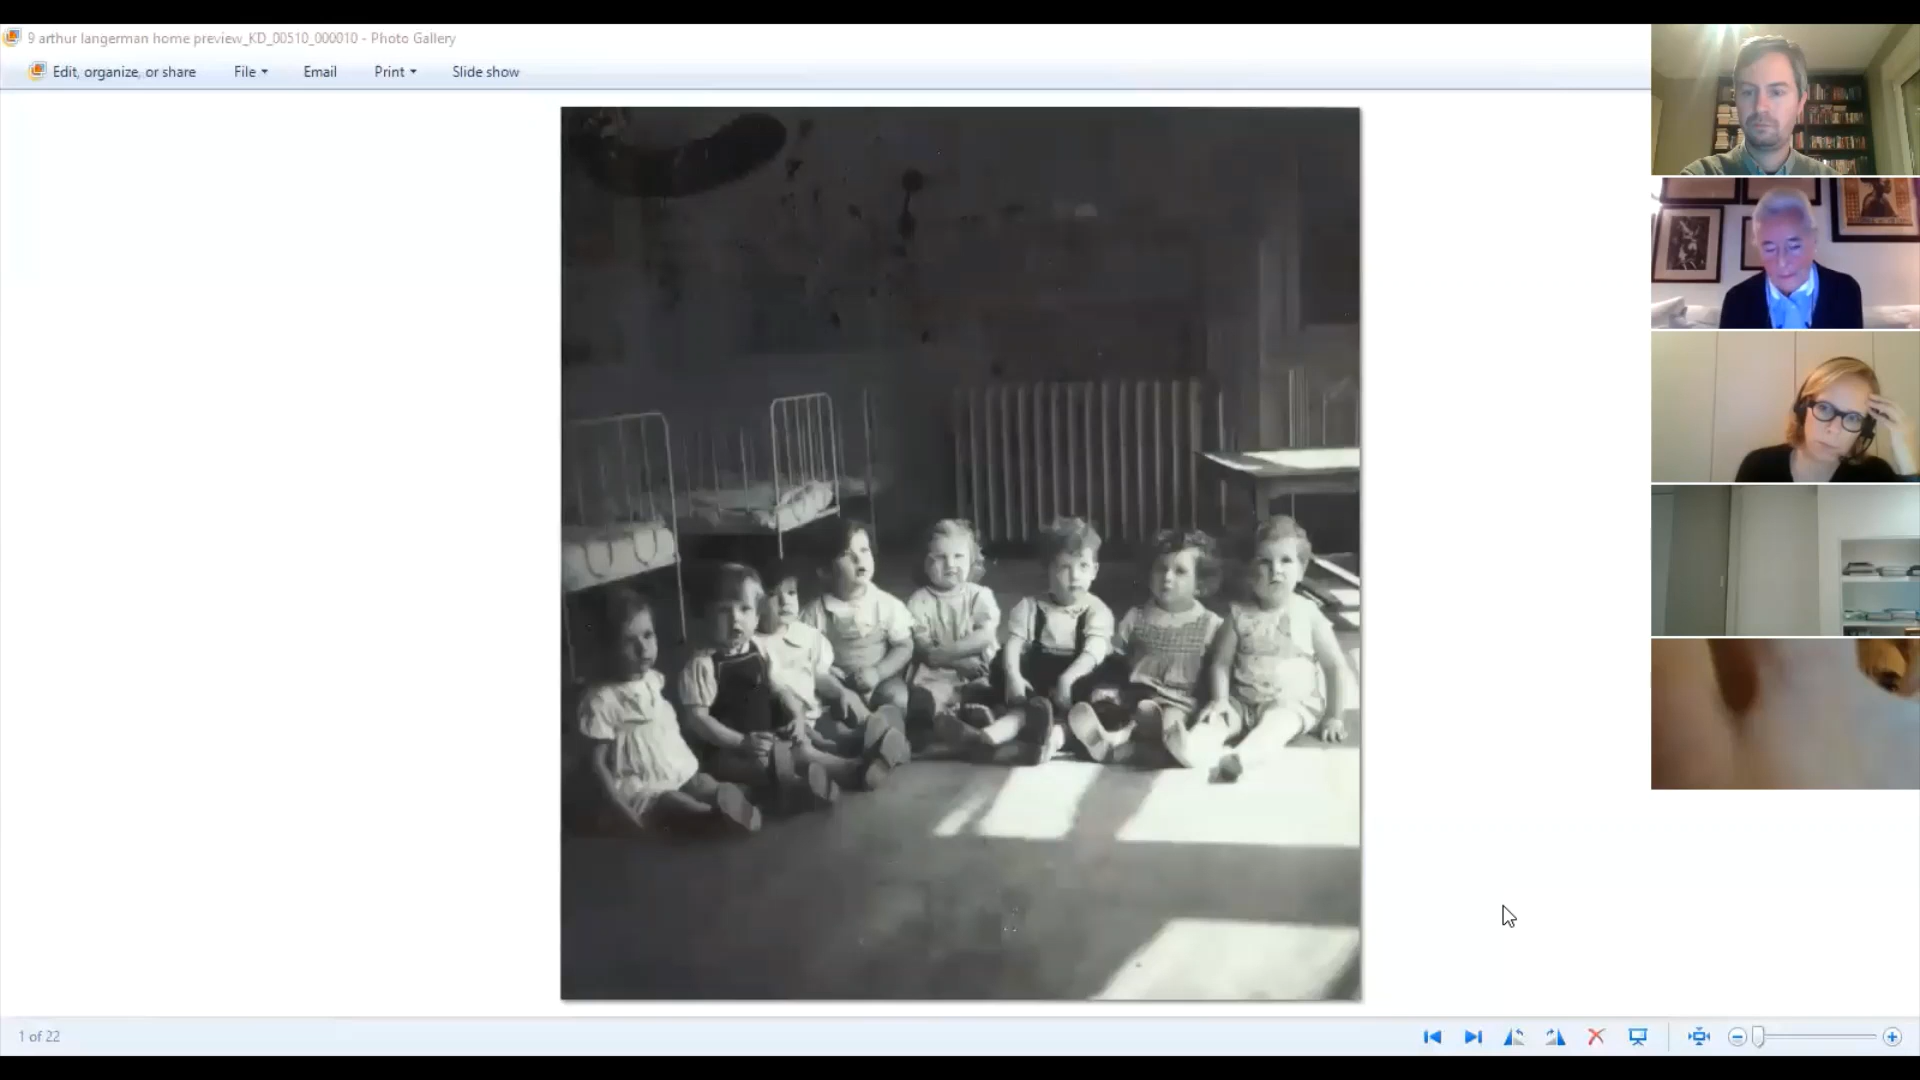 9 arthur langerman home preview_KD_00510_000010 - Photo Gallery
Edit, organize, or share File Email Print Slide show
1 of 22